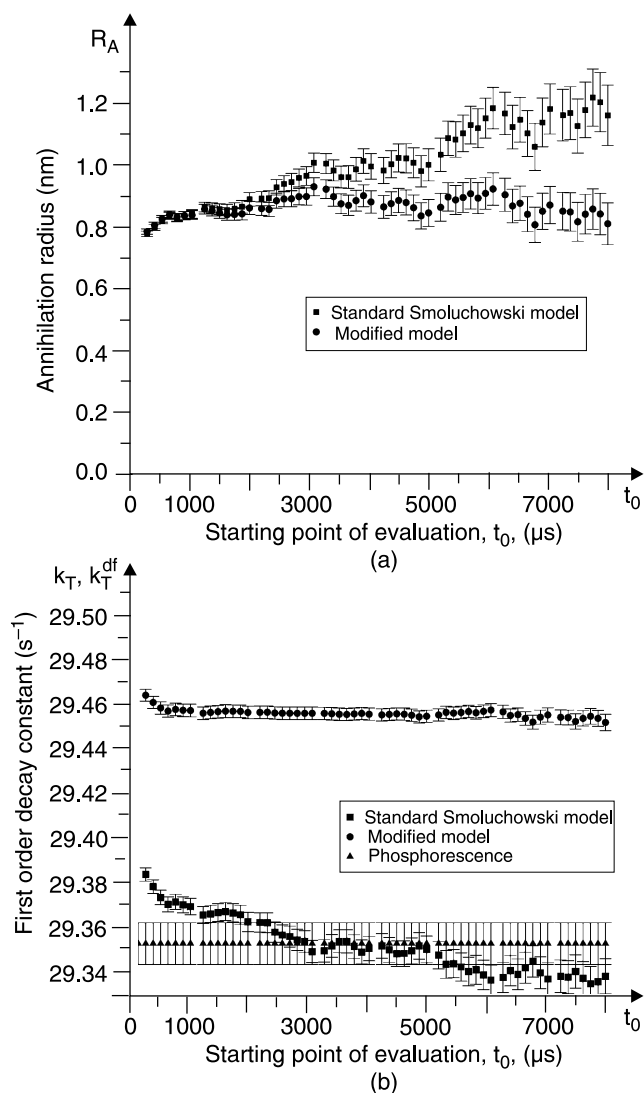 R_A
1.2
1.0
0.8
0.6
0.4
0.2
0.0
Annihilation radius (nm)
■ Standard Smoluchowski model
● Modified model
0 1000 3000 5000 7000 t_0
Starting point of evaluation, t_0, (μs)
(a)
k_T, k_T^df
29.50
29.48
29.46
29.44
29.42
29.40
29.38
29.36
29.34
First order decay constant (s⁻¹)
■ Standard Smoluchowski model
● Modified model
▲ Phosphorescence
0 1000 3000 5000 7000 t_0
Starting point of evaluation, t_0, (μs)
(b)